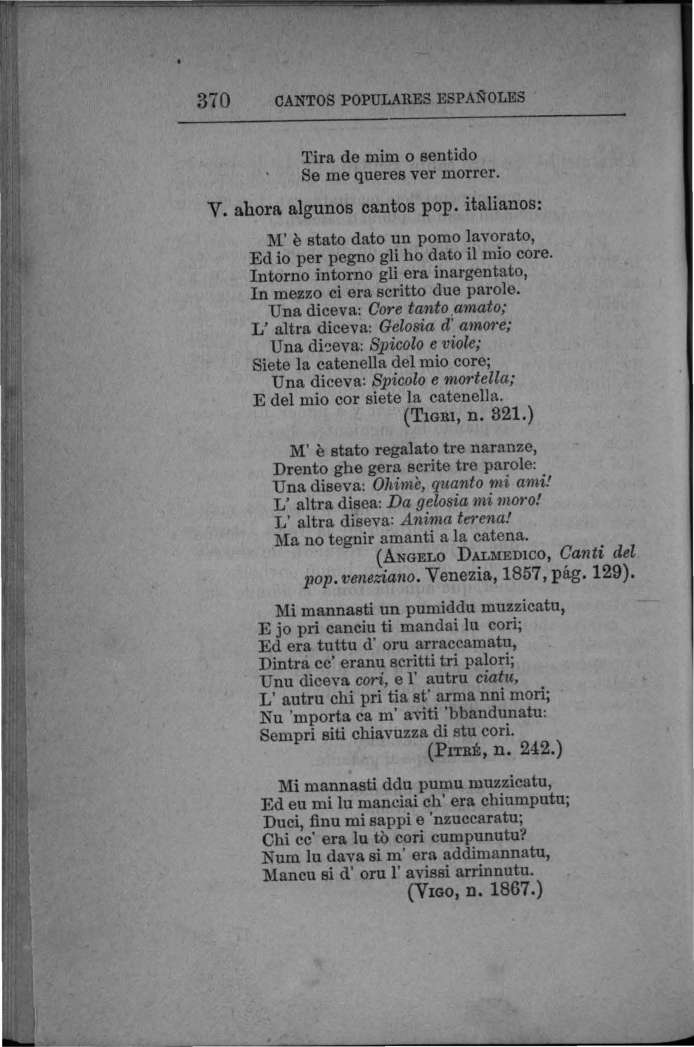 370 CANTOS POPULARES ESPAÑOLES
Tira de mim o sentido
Se me queres ver morrer.
V. ahora algunos cantos pop. italianos:
M' è stato dato un pomo lavorato,
Ed io per pegno gli ho dato il mio core.
Intorno intorno gli era inargentato,
In mezzo ci era scritto due parole.
Una diceva: Core tanto amato;
L' altra diceva: Gelosia d' amore;
Una diceva: Spicolo e viole;
Siete la catenella del mio core;
Una diceva: Spicolo e mortella;
E del mio cor siete la catenella.
(TIGRI, n. 321.)
M' è stato regalato tre naranze,
Drento ghe gera scrite tre parole:
Una diseva: Ohimè, quanto mi ami!
L' altra disea: Da gelosia mi moro!
L' altra diseva: Anima terena!
Ma no tegnir amanti a la catena.
(ANGELO DALMEDICO, Canti del
pop. veneziano. Venezia, 1857, pág. 129).
Mi mannasti un pumiddu muzzicatu,
E jo pri canciu ti mandai lu cori;
Ed era tuttu d' oru arraccamatu,
Dintra cc' eranu scritti tri palori;
Unu diceva cori, e l' autru ciatu,
L' autru chi pri tia st' arma nni mori;
Nu 'mporta ca m' aviti 'bbandunatu:
Sempri siti chiavuzza di stu cori.
(PITRÉ, n. 242.)
Mi mannasti ddu pumu muzzicatu,
Ed eu mi lu manciai ch' era chiumputu;
Duci, finu mi sappi e 'nzuccaratu;
Chi cc' era lu tò cori cumpunutu?
Num lu dava si m' era addimannatu,
Mancu si d' oru l' avissi arrinnutu.
(VIGO, n. 1867.)